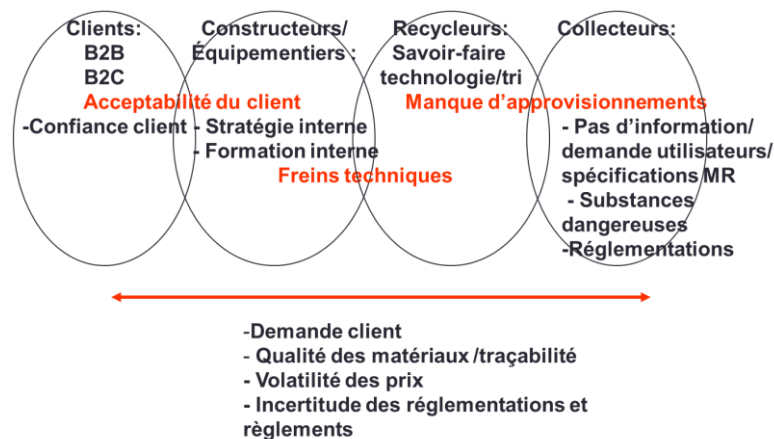 Clients:
B2B
B2C
Constructeurs/
Équipementiers :
Recycleurs:
Savoir-faire
technologie/tri
Collecteurs:
Acceptabilité du client
Manque d'approvisionnements
-Confiance client
- Stratégie interne
- Formation interne
- Pas d'information/
demande utilisateurs/
spécifications MR
- Substances
dangereuses
-Réglementations
Freins techniques
-Demande client
- Qualité des matériaux /traçabilité
- Volatilité des prix
- Incertitude des réglementations et
règlements